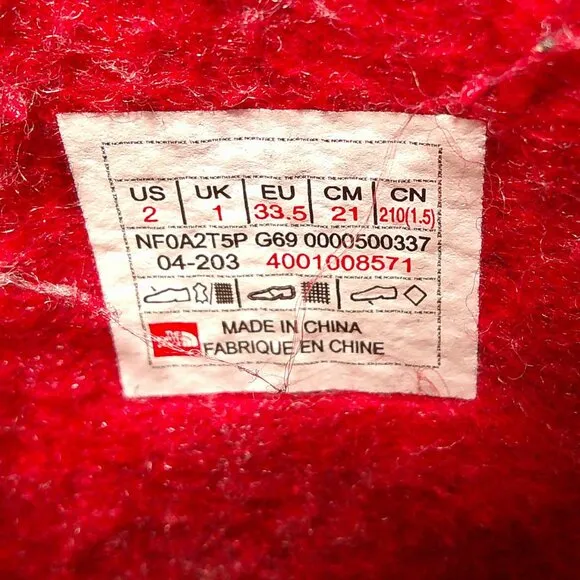 US | UK | EU | CM | CN
2 | 1 | 33.5 | 21 | 210(1.5)
NF0A2T5P G69 0000500337
04-203 4001008571
MADE IN CHINA
FABRIQUE EN CHINE